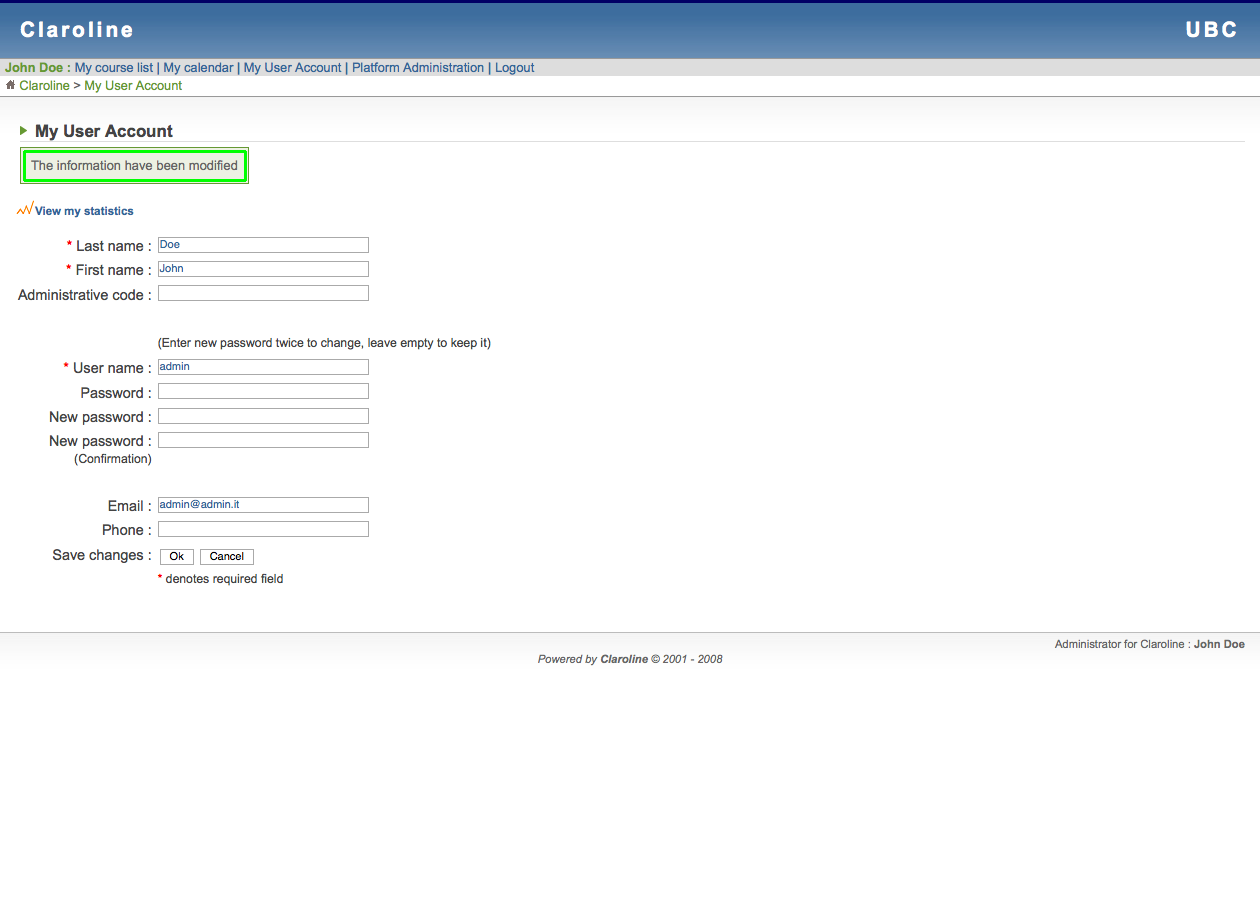 Claroline
UBC
John Doe : My course list | My calendar | My User Account | Platform Administration | Logout
Claroline > My User Account
My User Account
The information have been modified
View my statistics
* Last name : Doe
* First name : John
Administrative code :
(Enter new password twice to change, leave empty to keep it)
* User name : admin
Password :
New password :
New password :
(Confirmation)
Email : admin@admin.it
Phone :
Save changes : Ok Cancel
* denotes required field
Administrator for Claroline : John Doe
Powered by Claroline © 2001 - 2008